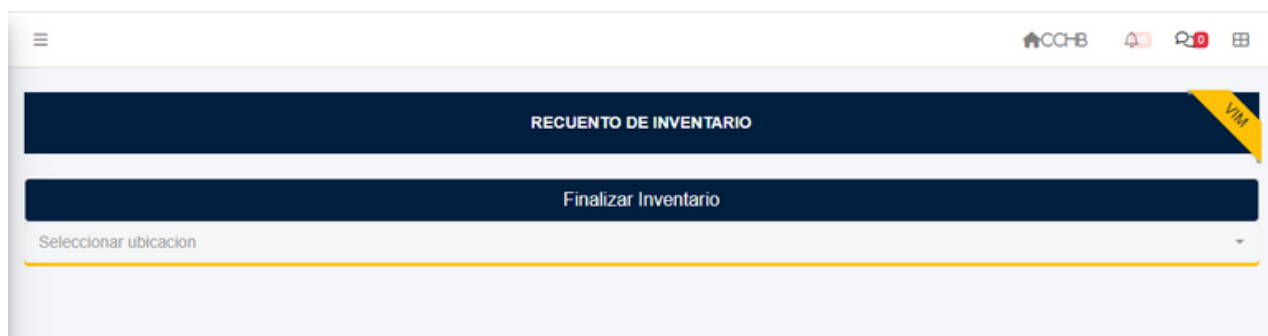 CCHB 0
RECUENTO DE INVENTARIO
VIM
Finalizar Inventario
Seleccionar ubicacion